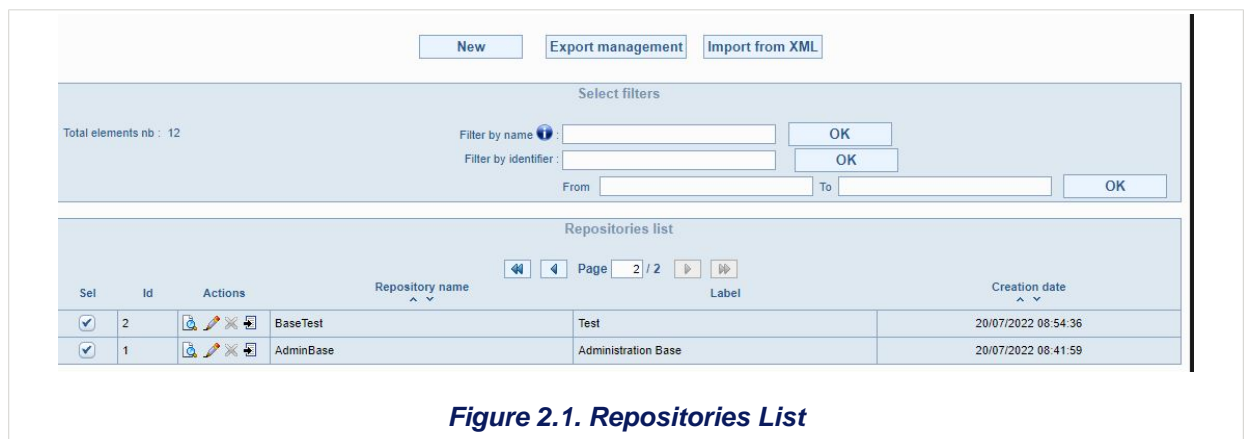 New Export management Import from XML
Select filters
Total elements nb : 12
Filter by name : OK
Filter by identifier : OK
From To OK
Repositories list
Page 2 / 2
Sel Id Actions Repository name Label Creation date
2 BaseTest Test 20/07/2022 08:54:36
1 AdminBase Administration Base 20/07/2022 08:41:59
Figure 2.1. Repositories List